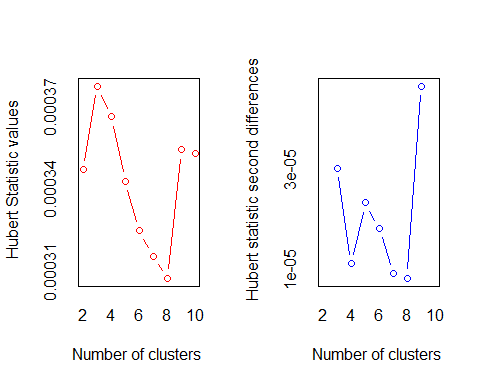 Hubert Statistic values
0.00037
0.00034
0.00031
2 4 6 8 10
Number of clusters
Hubert statistic second differences
3e-05
1e-05
2 4 6 8 10
Number of clusters